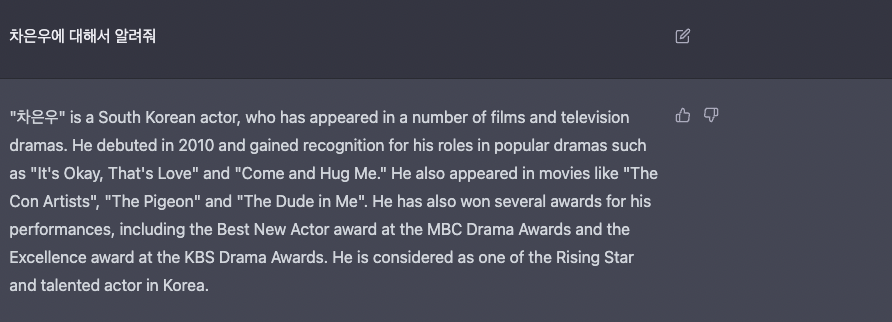 차은우에 대해서 알려줘
"차은우" is a South Korean actor, who has appeared in a number of films and television
dramas. He debuted in 2010 and gained recognition for his roles in popular dramas such
as "It's Okay, That's Love" and "Come and Hug Me." He also appeared in movies like "The
Con Artists", "The Pigeon" and "The Dude in Me". He has also won several awards for his
performances, including the Best New Actor award at the MBC Drama Awards and the
Excellence award at the KBS Drama Awards. He is considered as one of the Rising Star
and talented actor in Korea.